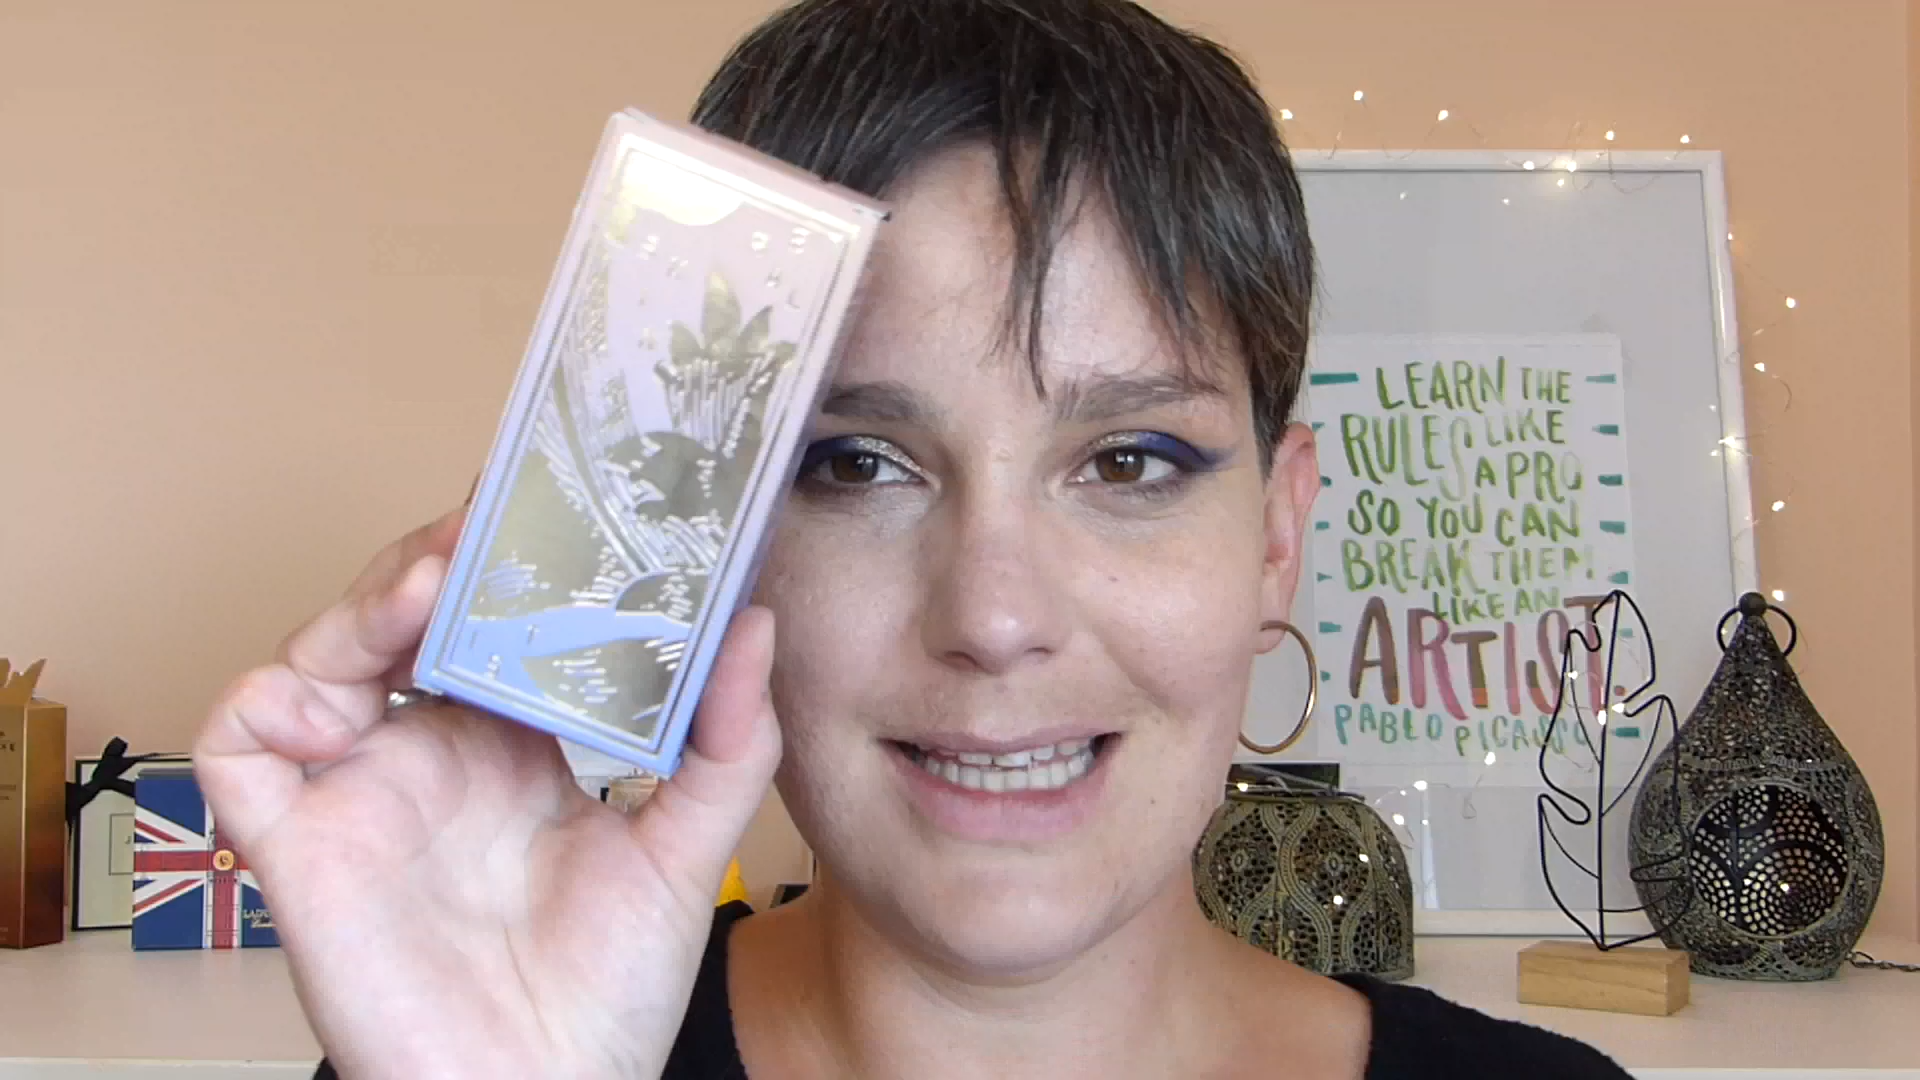 LEARN THE
RULES LIKE
A PRO
SO YOU CAN
BREAK THEM
LIKE AN
ARTIST.
PABLO PICASSO